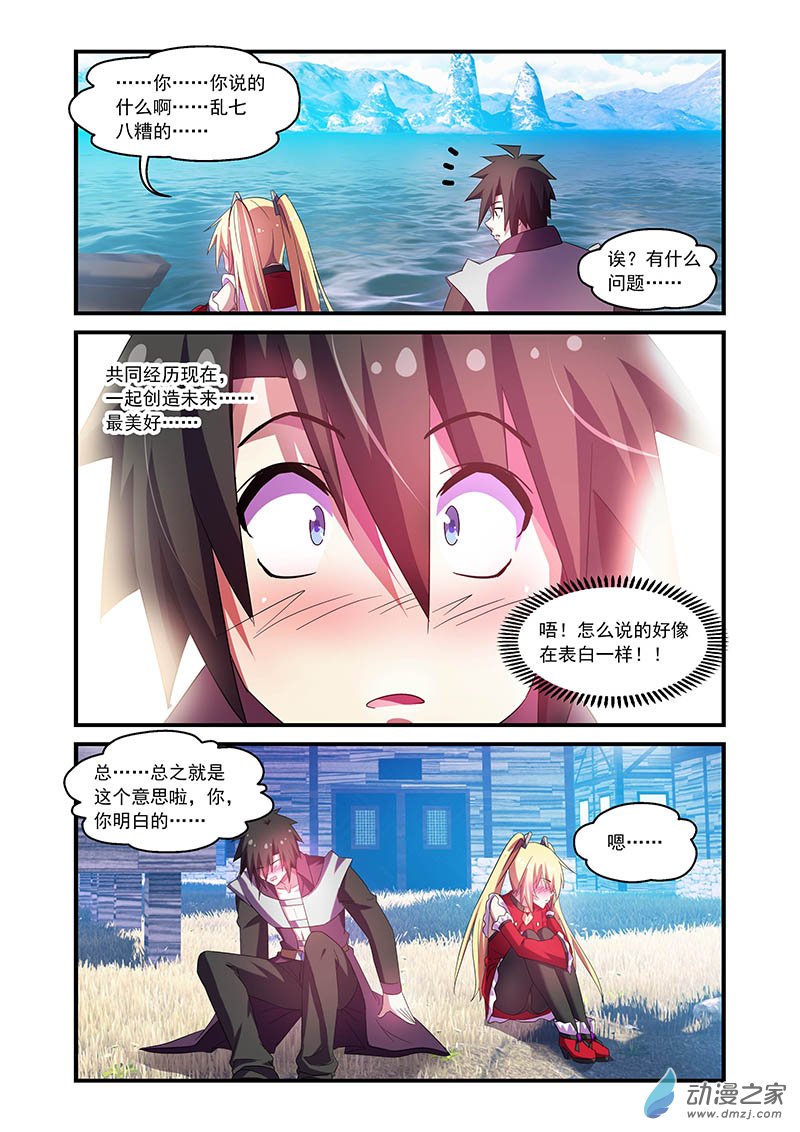 ……你……你说的
什么啊……乱七
八糟的……
诶？有什么
问题……
共同经历现在，
一起创造未来……
最美好……
唔！怎么说的好像
在表白一样！！
总……总之就是
这个意思啦，你，
你明白的……
嗯……
动漫之家
www.dmzj.com